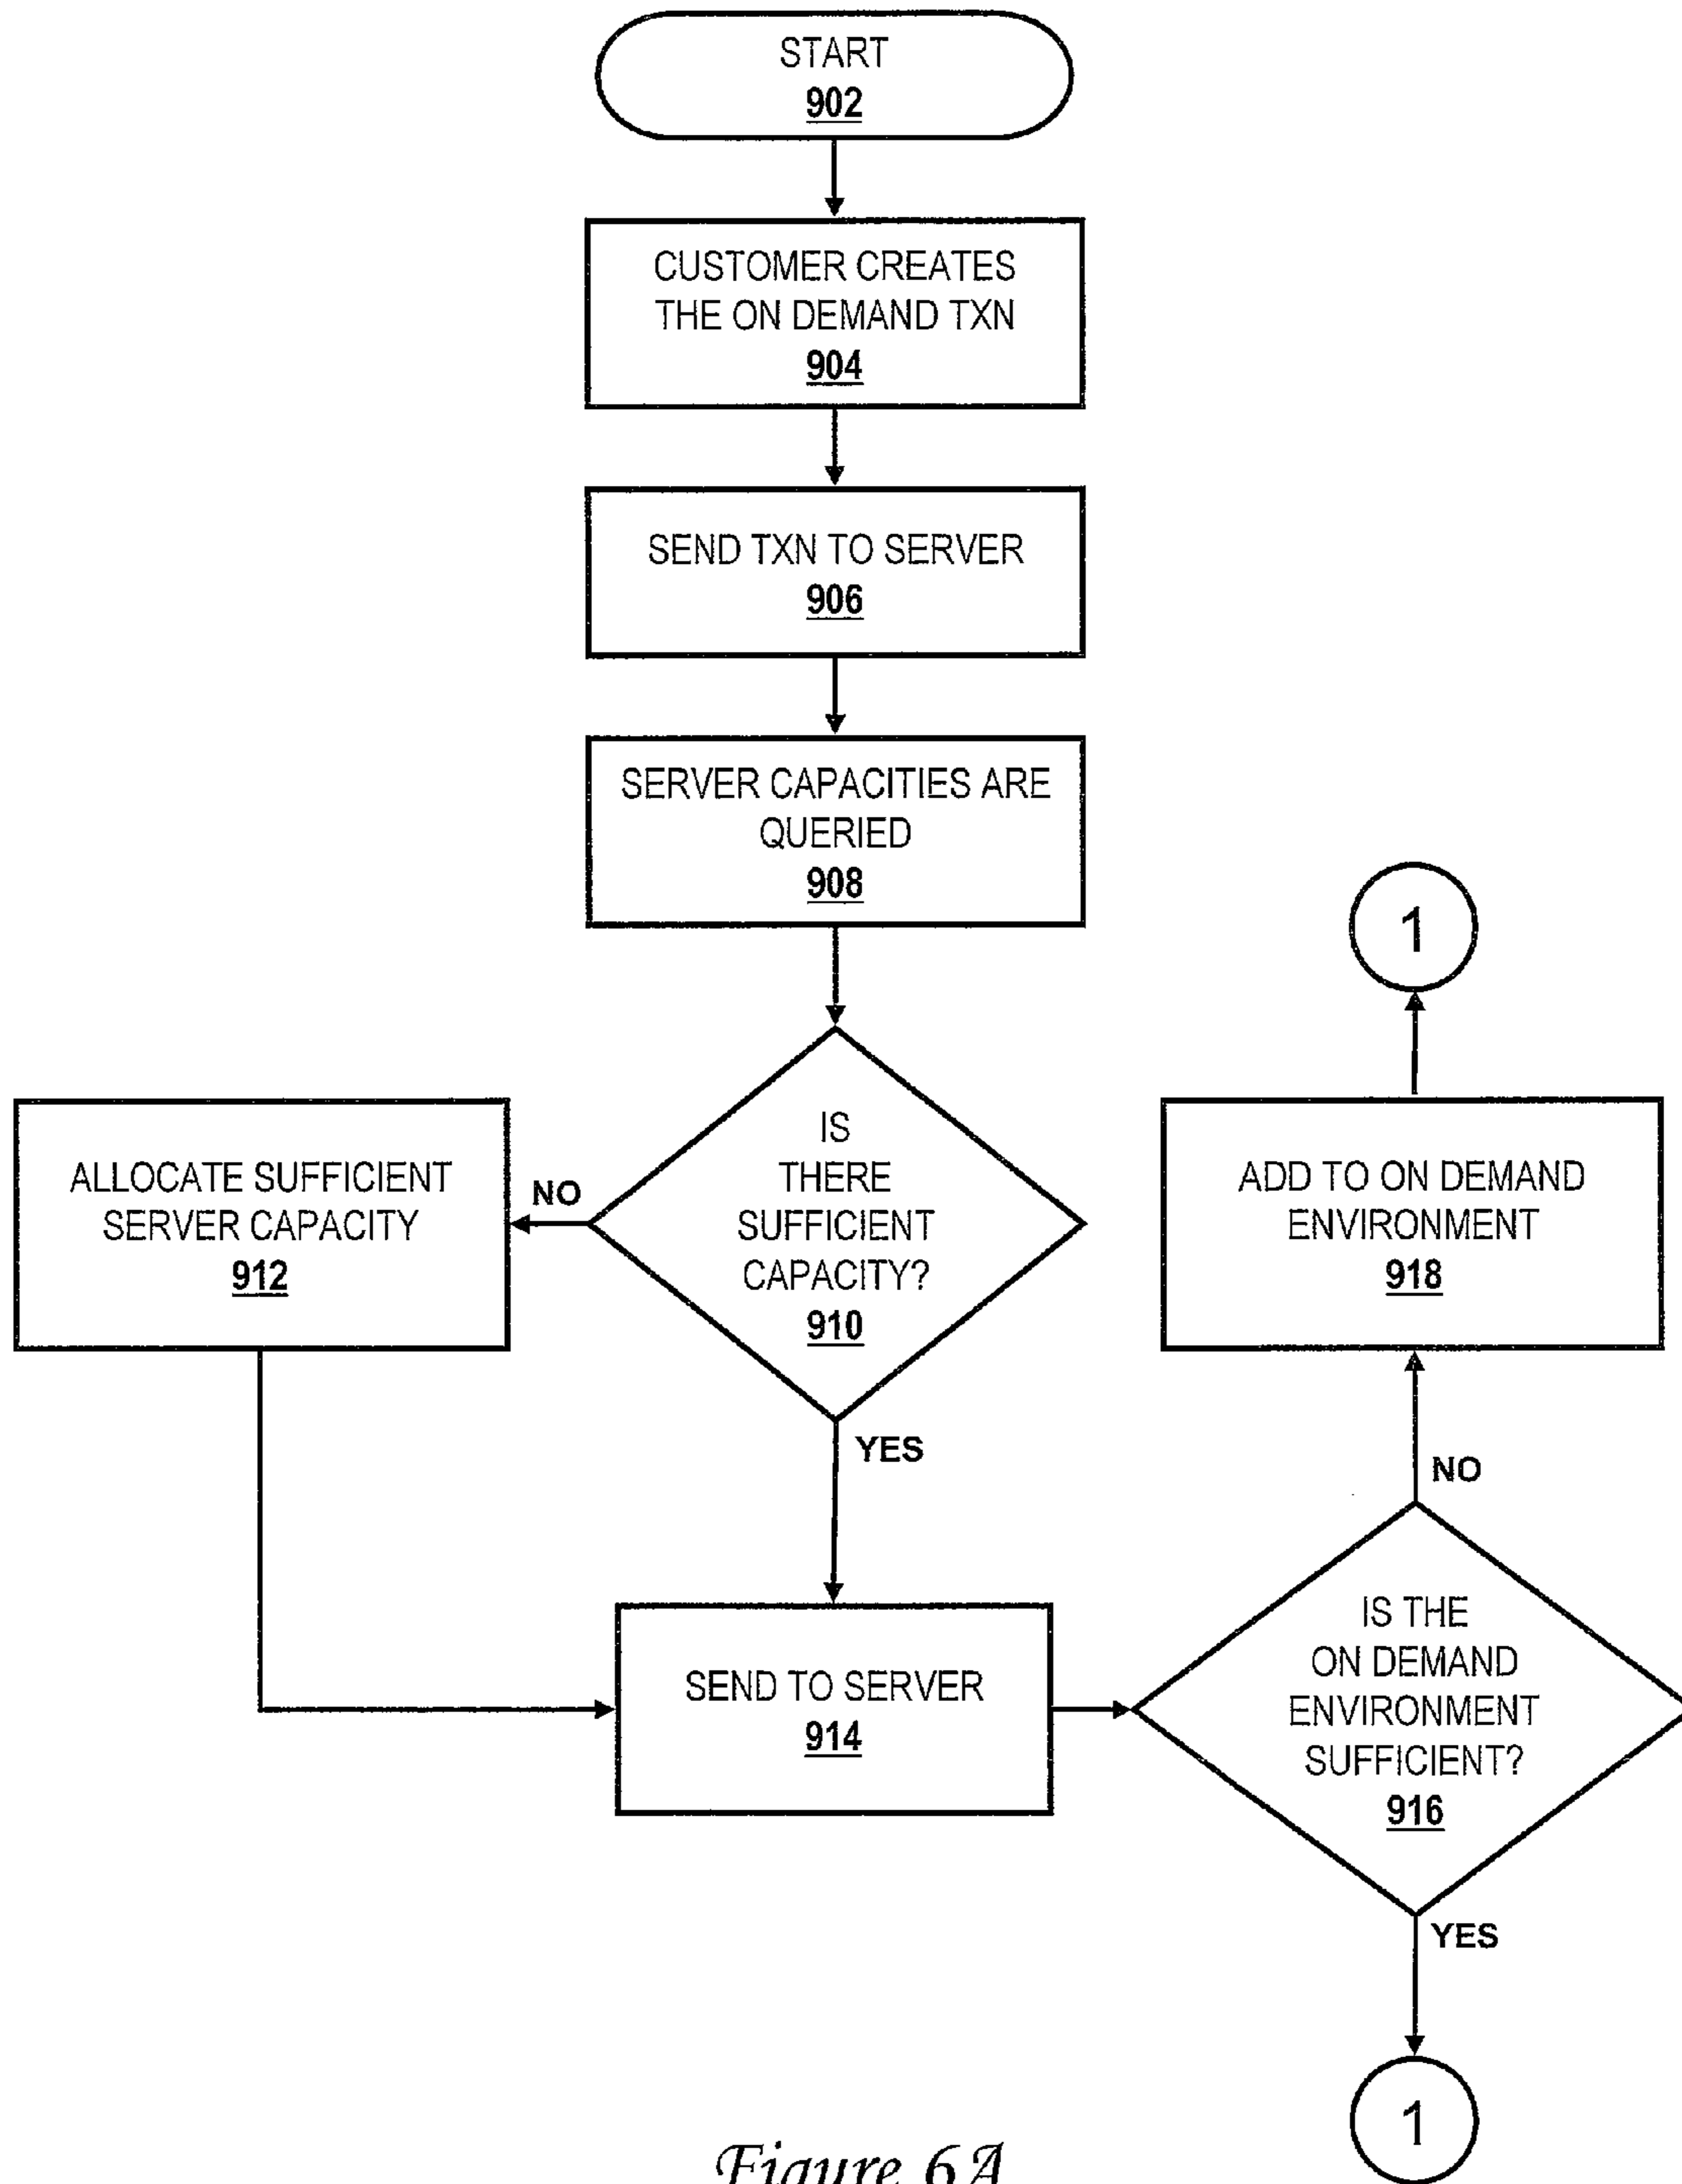 START
902
CUSTOMER CREATES
THE ON DEMAND TXN
904
SEND TXN TO SERVER
906
SERVER CAPACITIES ARE
QUERIED
908
IS
THERE
SUFFICIENT
CAPACITY?
910
NO
ALLOCATE SUFFICIENT
SERVER CAPACITY
912
YES
SEND TO SERVER
914
IS THE
ON DEMAND
ENVIRONMENT
SUFFICIENT?
916
NO
ADD TO ON DEMAND
ENVIRONMENT
918
1
YES
1
Figure 6A